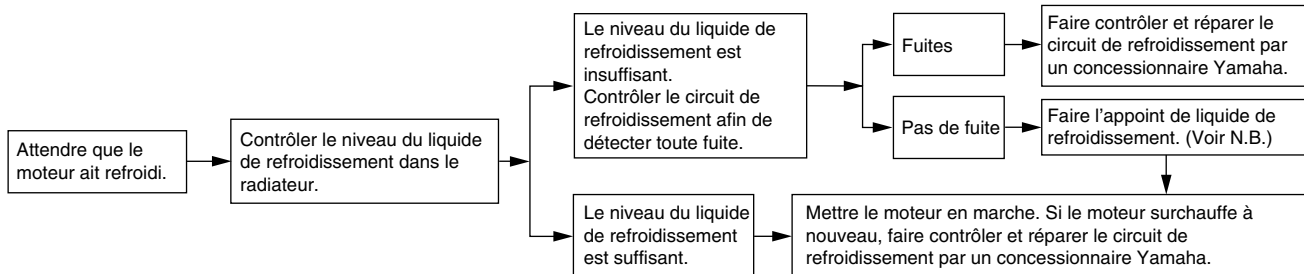 Attendre que le
moteur ait refroidi.
Contrôler le niveau du liquide
de refroidissement dans le
radiateur.
Le niveau du liquide de
refroidissement est
insuffisant.
Contrôler le circuit de
refroidissement afin de
détecter toute fuite.
Fuites
Faire contrôler et réparer le
circuit de refroidissement par
un concessionnaire Yamaha.
Pas de fuite
Faire l’appoint de liquide de
refroidissement. (Voir N.B.)
Le niveau du liquide
de refroidissement
est suffisant.
Mettre le moteur en marche. Si le moteur surchauffe à
nouveau, faire contrôler et réparer le circuit de
refroidissement par un concessionnaire Yamaha.